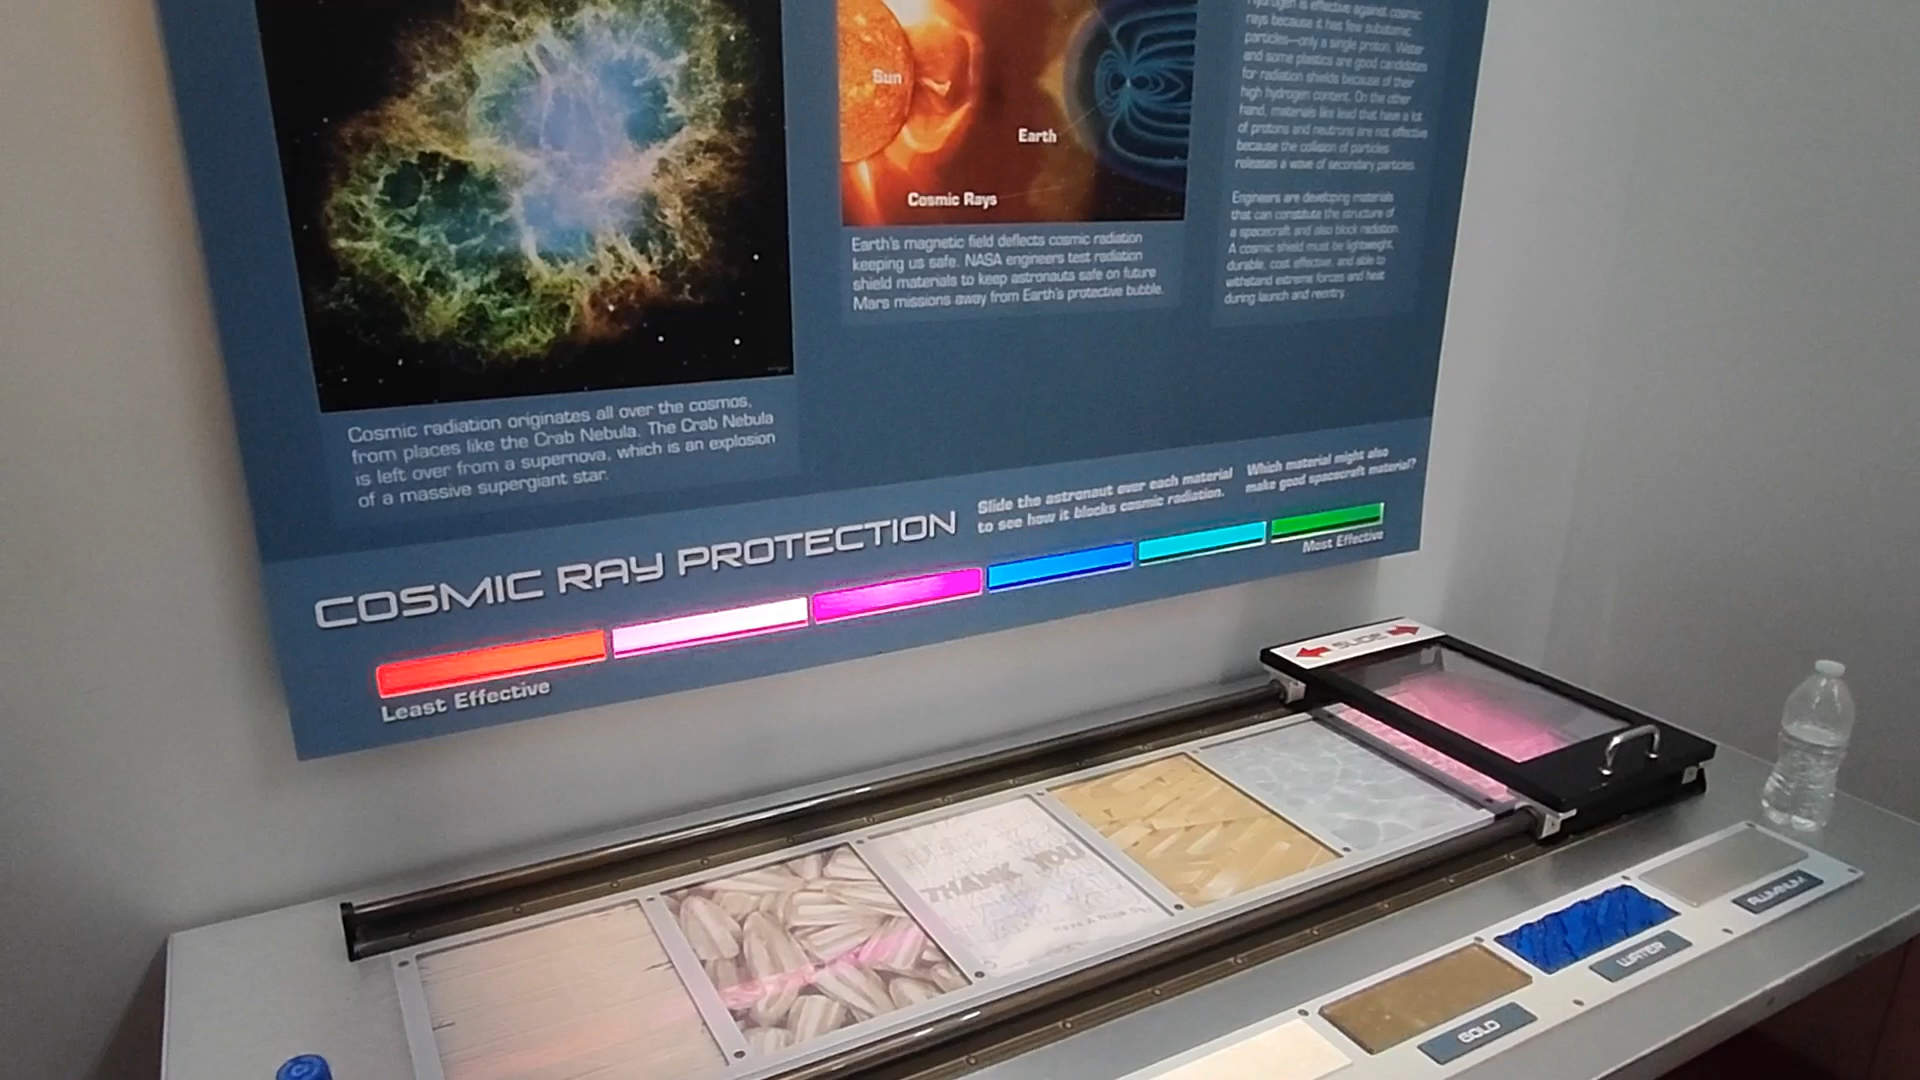 Sun
Earth
Cosmic Rays
Hydrogen is effective against cosmic
rays because it has few subatomic
particles—only a single proton. Water
and some plastics are good candidates
for radiation shields because of their
high hydrogen content. On the other
hand, materials like lead that have a lot
of protons and neutrons are not effective
because the collision of particles
releases a wave of secondary particles.
Engineers are developing materials
that can constitute the structure of
a spacecraft and also block radiation.
A cosmic shield must be lightweight,
durable, cost effective, and able to
withstand extreme forces and heat
during launch and reentry.
Earth's magnetic field deflects cosmic radiation
keeping us safe. NASA engineers test radiation
shield materials to keep astronauts safe on future
Mars missions away from Earth's protective bubble.
Cosmic radiation originates all over the cosmos,
from places like the Crab Nebula. The Crab Nebula
is left over from a supernova, which is an explosion
of a massive supergiant star.
COSMIC RAY PROTECTION
Slide the astronaut over each material
to see how it blocks cosmic radiation.
Which material might also
make good spacecraft material?
Least Effective
Most Effective
SLIDE
THANK YOU
Have A Nice Day
ALUMINUM
WATER
GOLD